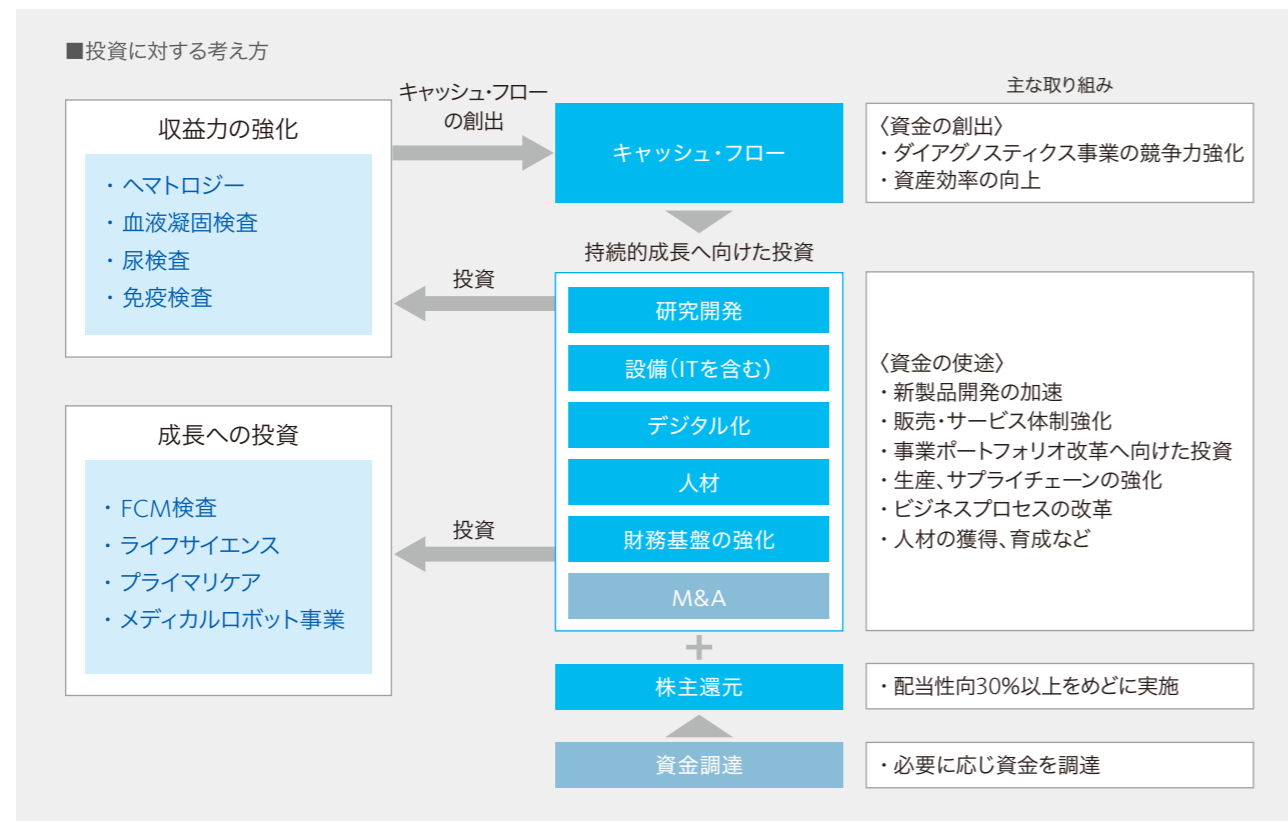 ■投資に対する考え方
収益力の強化
・ヘマトロジー
・血液凝固検査
・尿検査
・免疫検査
成長への投資
・FCM検査
・ライフサイエンス
・プライマリケア
・メディカルロボット事業
キャッシュ・フロー
の創出
投資
投資
キャッシュ・フロー
持続的成長へ向けた投資
研究開発
設備(ITを含む)
デジタル化
人材
財務基盤の強化
M&A
+
株主還元
資金調達
主な取り組み
〈資金の創出〉
・ダイアグノスティクス事業の競争力強化
・資産効率の向上
〈資金の使途〉
・新製品開発の加速
・販売・サービス体制強化
・事業ポートフォリオ改革へ向けた投資
・生産、サプライチェーンの強化
・ビジネスプロセスの改革
・人材の獲得、育成など
・配当性向30%以上をめどに実施
・必要に応じ資金を調達